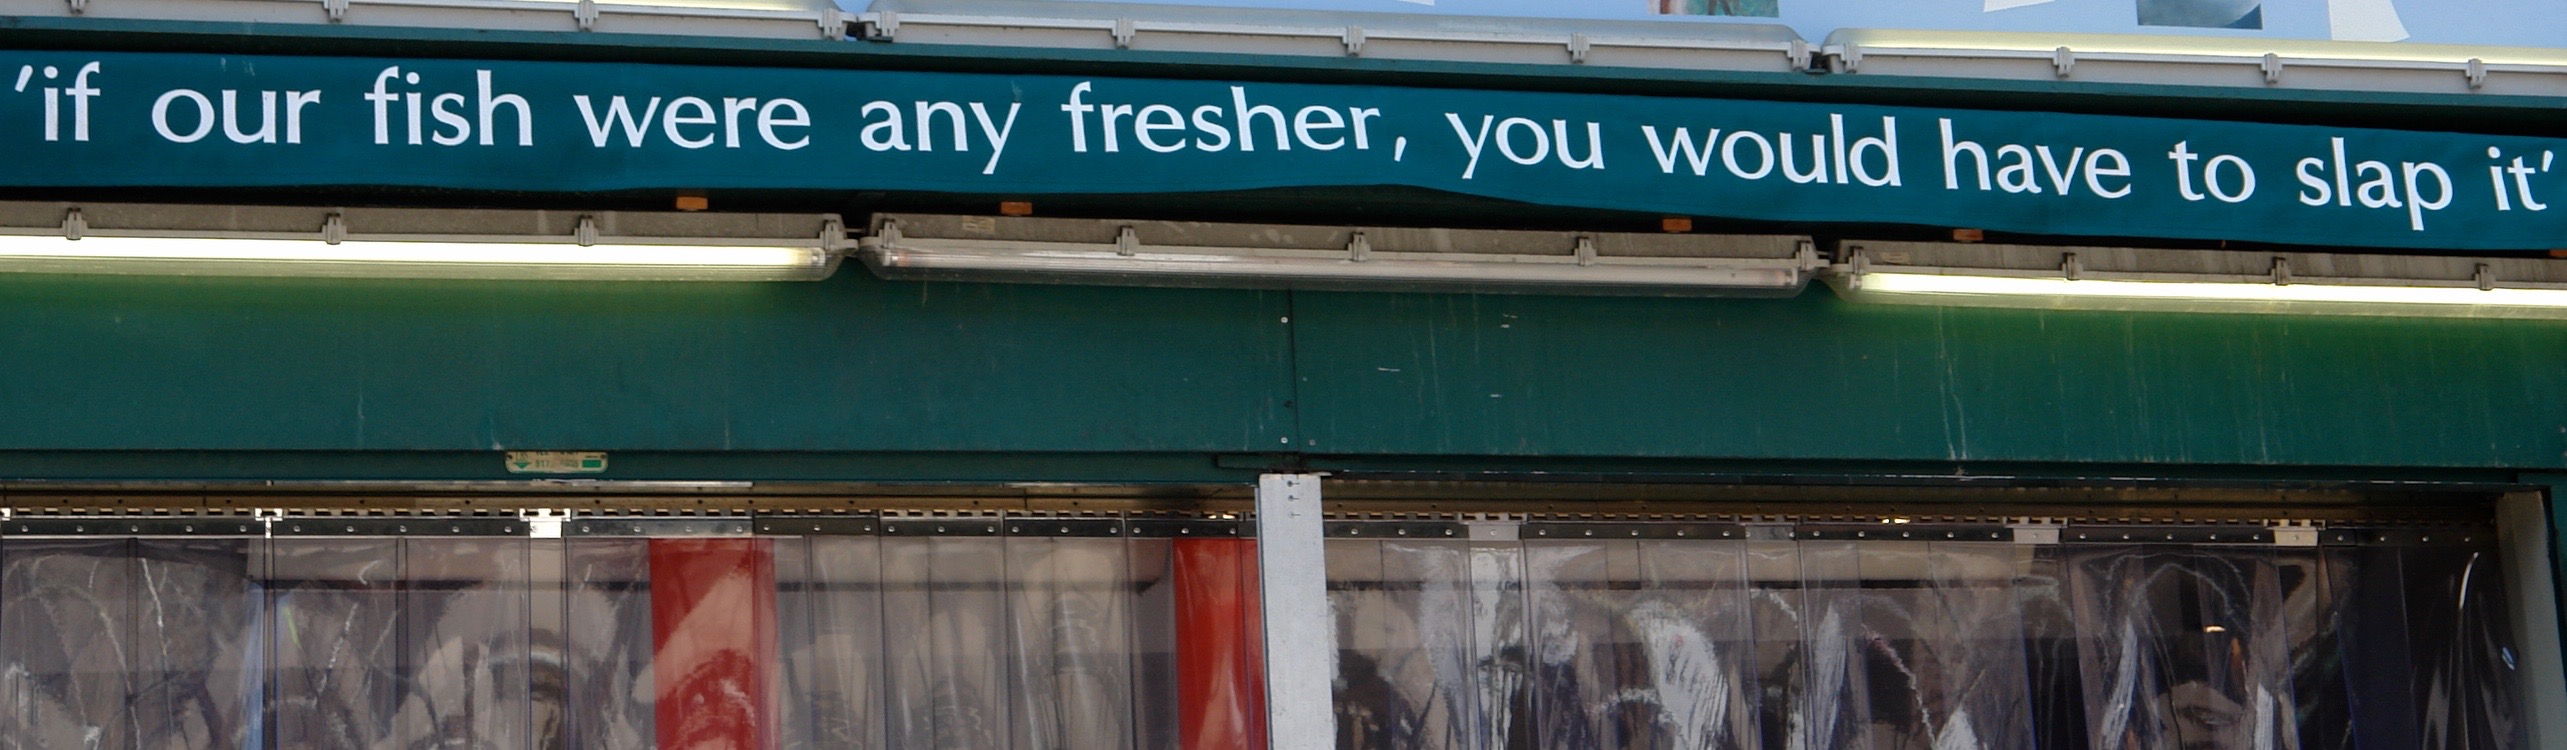 'if our fish were any fresher, you would have to slap it'